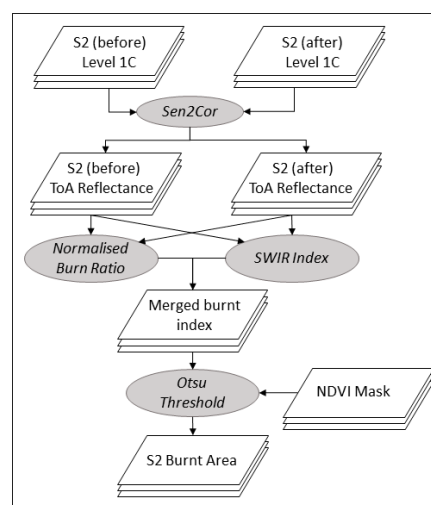 S2 (before)
Level 1C
S2 (after)
Level 1C
Sen2Cor
S2 (before)
ToA Reflectance
S2 (after)
ToA Reflectance
Normalised
Burn Ratio
SWIR Index
Merged burnt
index
Otsu
Threshold
NDVI Mask
S2 Burnt Area